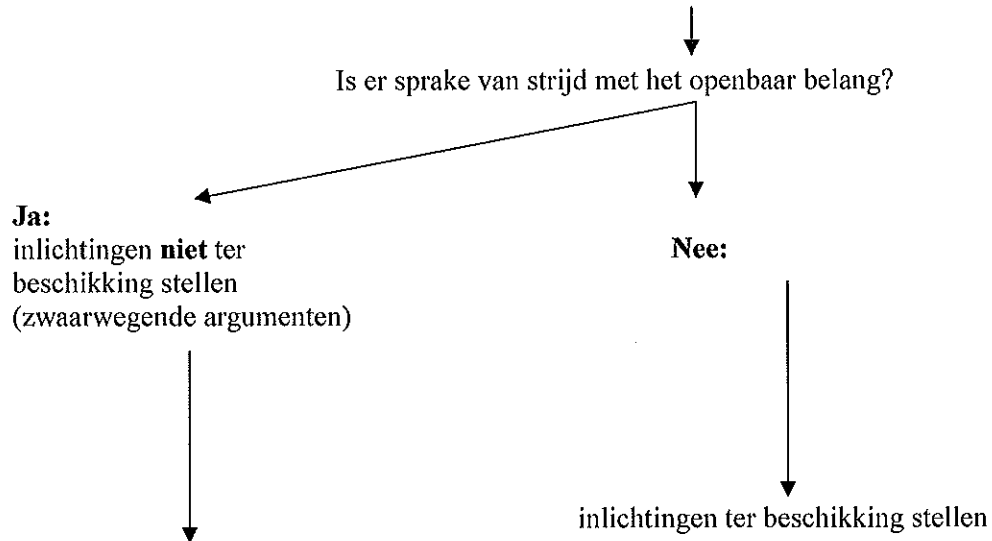 Is er sprake van strijd met het openbaar belang?
Ja:
inlichtingen niet ter
beschikking stellen
(zwaarwegende argumenten)
Nee:
inlichtingen ter beschikking stellen